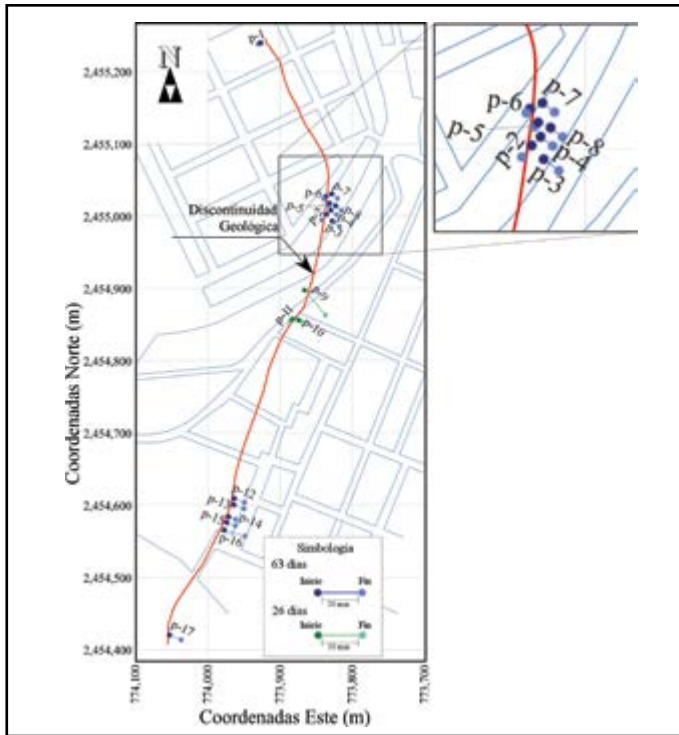 N
2,455,200
2,455,100
2,455,000
2,454,900
2,454,800
2,454,700
2,454,600
2,454,500
2,454,400
Coordenadas Norte (m)
774,100
774,000
773,900
773,800
773,700
Coordenadas Este (m)
Discontinuidad
Geológica
p-6
p-5
p-9
p-11
p-10
p-12
p-13
p-15
p-14
p-16
p-17
Simbología
63 días
Inicio Fin
26 días
Inicio Fin
p-6
p-7
p-5
p-2
p-8
p-4
p-3